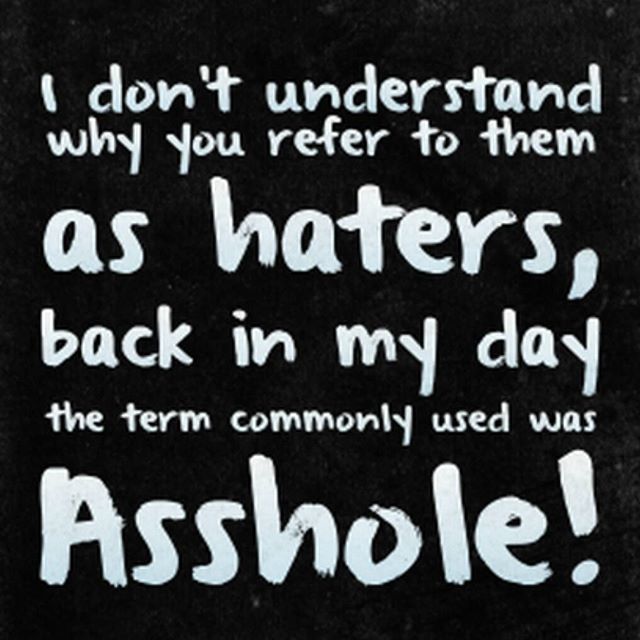 I don't understand
why you refer to them
as haters,
back in my day
the term commonly used was
Asshole!